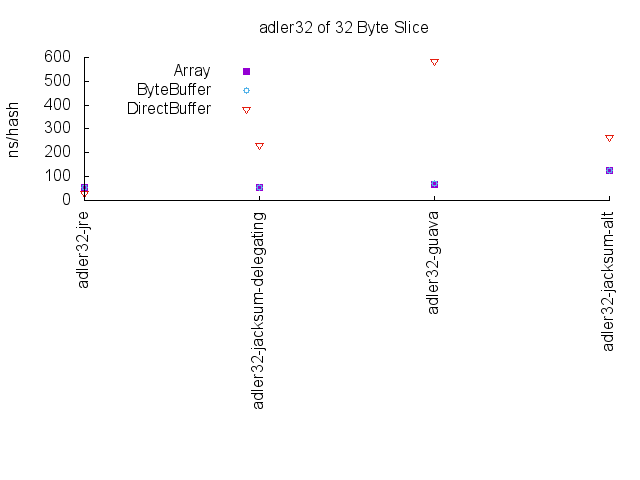 adler32 of 32 Byte Slice
600
500
400
300
200
100
0
ns/hash
Array
ByteBuffer
DirectBuffer
adler32-jre
adler32-jacksum-delegating
adler32-guava
adler32-jacksum-alt